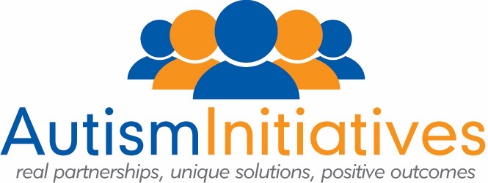 AutismInitiatives
real partnerships, unique solutions, positive outcomes